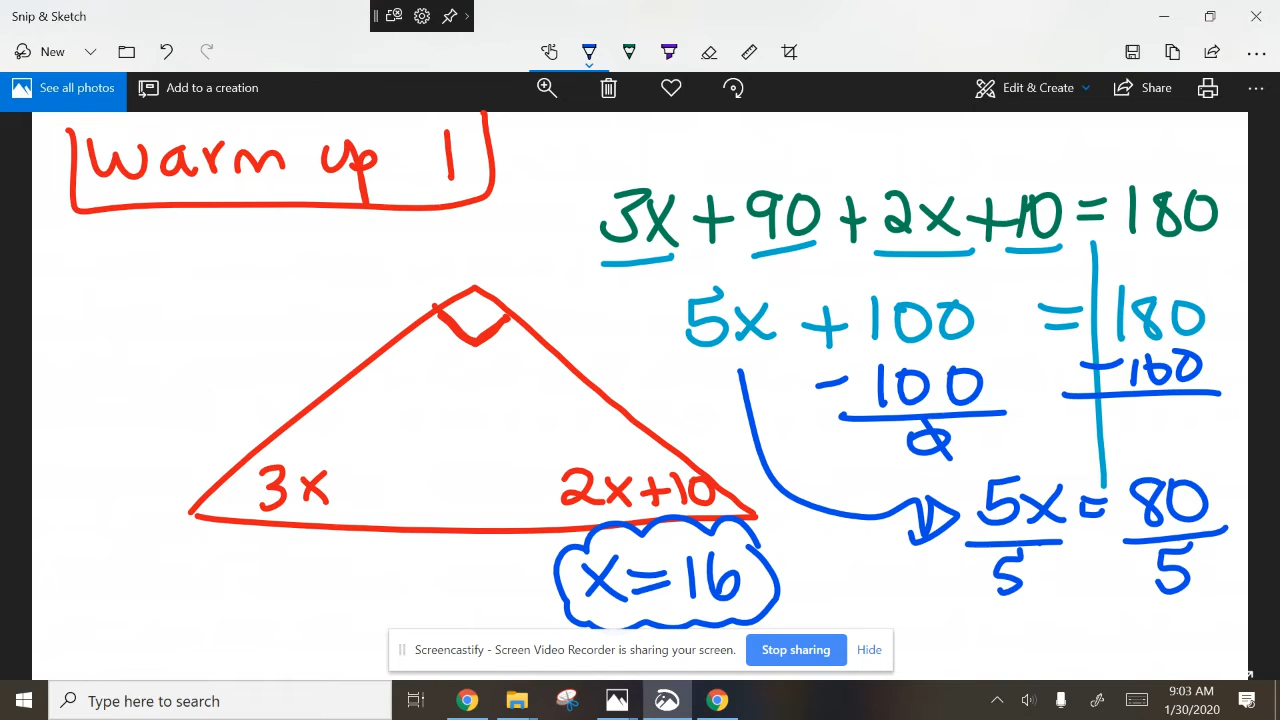 Snip & Sketch
New
See all photos
Add to a creation
Edit & Create
Share
Warm up 1
3x + 90 + 2x + 10 = 180
5x + 100 = 180
- 100 - 100
0
3x
2x+10
5x = 80
5 5
x = 16
Screencastify - Screen Video Recorder is sharing your screen.
Stop sharing
Hide
Type here to search
9:03 AM
1/30/2020